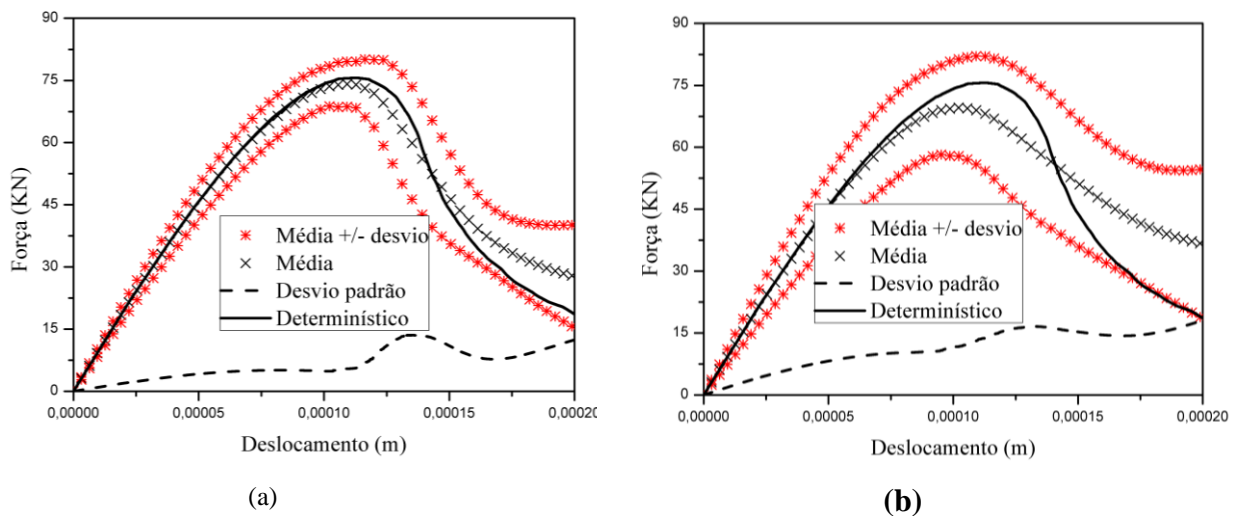 90
75
60
45
30
15
0
Força (KN)
Média +/- desvio
Média
Desvio padrão
Determinístico
0,00000
0,00005
0,00010
0,00015
0,00020
Deslocamento (m)
(a)
90
75
60
45
30
15
0
Força (KN)
Média +/- desvio
Média
Desvio padrão
Determinístico
0,00000
0,00005
0,00010
0,00015
0,00020
Deslocamento (m)
(b)